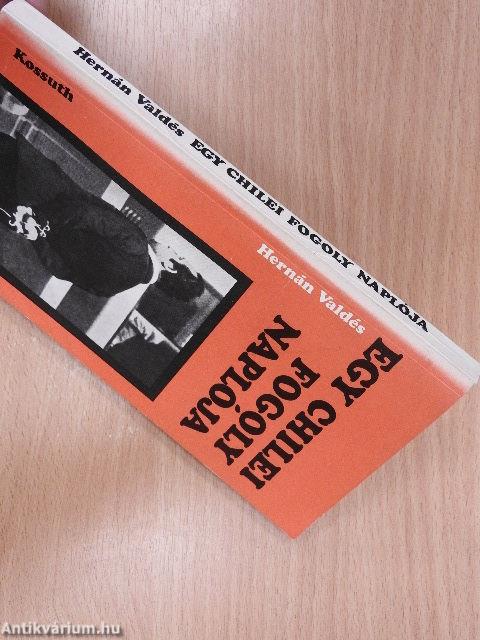 Kossuth
Hernán Valdés EGY CHILEI FOGOLY NAPLÓJA
Hernán Valdés
EGY CHILEI
FOGOLY
NAPLÓJA
Antikvárium.hu